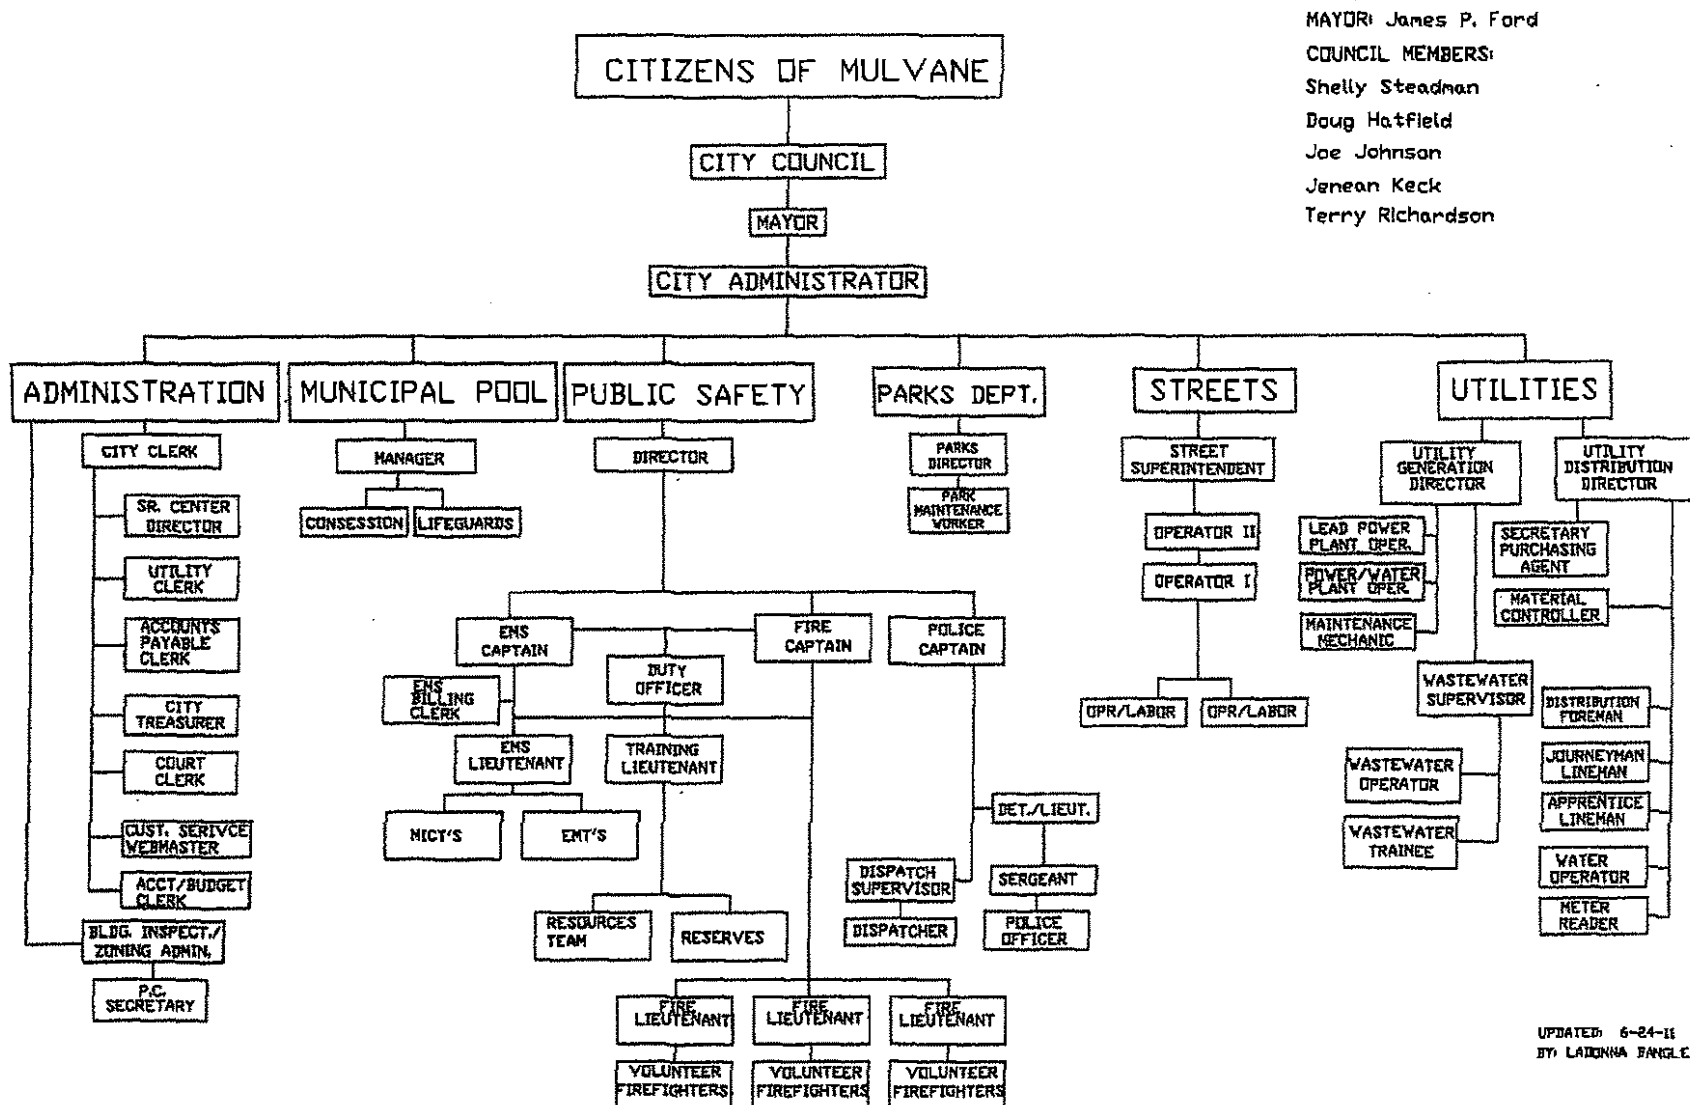 MAYOR: James P. Ford
COUNCIL MEMBERS:
Shelly Steadman
Doug Hatfield
Joe Johnson
Jenean Keck
Terry Richardson
CITIZENS OF MULVANE
CITY COUNCIL
MAYOR
CITY ADMINISTRATOR
ADMINISTRATION
CITY CLERK
SR. CENTER
DIRECTOR
UTILITY
CLERK
ACCOUNTS
PAYABLE
CLERK
CITY
TREASURER
COURT
CLERK
CUST. SERIVCE
WEBMASTER
ACCT/BUDGET
CLERK
BLDG. INSPECT./
ZONING ADMIN.
P.C.
SECRETARY
MUNICIPAL POOL
MANAGER
CONSESSION
LIFEGUARDS
PUBLIC SAFETY
DIRECTOR
EMS
CAPTAIN
EMS
BILLING
CLERK
EMS
LIEUTENANT
MICT'S
EMT'S
DUTY
OFFICER
TRAINING
LIEUTENANT
RESOURCES
TEAM
RESERVES
FIRE
CAPTAIN
FIRE
LIEUTENANT
VOLUNTEER
FIREFIGHTERS
FIRE
LIEUTENANT
VOLUNTEER
FIREFIGHTERS
FIRE
LIEUTENANT
VOLUNTEER
FIREFIGHTERS
POLICE
CAPTAIN
DET./LIEUT.
DISPATCH
SUPERVISOR
DISPATCHER
SERGEANT
POLICE
OFFICER
PARKS DEPT.
PARKS
DIRECTOR
PARK
MAINTENANCE
WORKER
STREETS
STREET
SUPERINTENDENT
OPERATOR II
OPERATOR I
OPR/LABOR
OPR/LABOR
UTILITIES
UTILITY
GENERATION
DIRECTOR
LEAD POWER
PLANT OPER.
POWER/WATER
PLANT OPER.
MAINTENANCE
MECHANIC
WASTEWATER
SUPERVISOR
WASTEWATER
OPERATOR
WASTEWATER
TRAINEE
UTILITY
DISTRIBUTION
DIRECTOR
SECRETARY
PURCHASING
AGENT
MATERIAL
CONTROLLER
DISTRIBUTION
FOREMAN
JOURNEYMAN
LINEMAN
APPRENTICE
LINEMAN
WATER
OPERATOR
METER
READER
UPDATED: 6-24-11
BY: LADONNA BANGLE